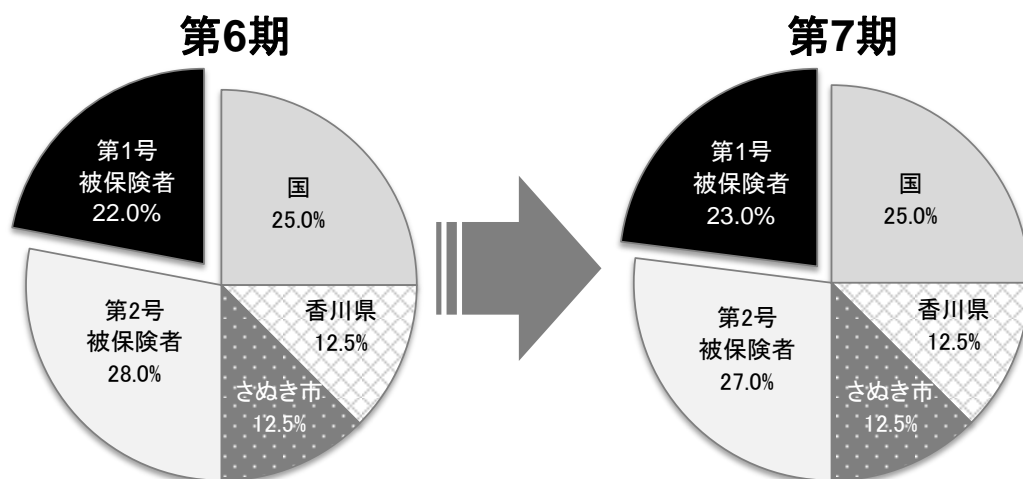 第6期
第1号
被保険者
22.0%
国
25.0%
香川県
12.5%
さぬき市
12.5%
第2号
被保険者
28.0%
第7期
第1号
被保険者
23.0%
国
25.0%
香川県
12.5%
さぬき市
12.5%
第2号
被保険者
27.0%